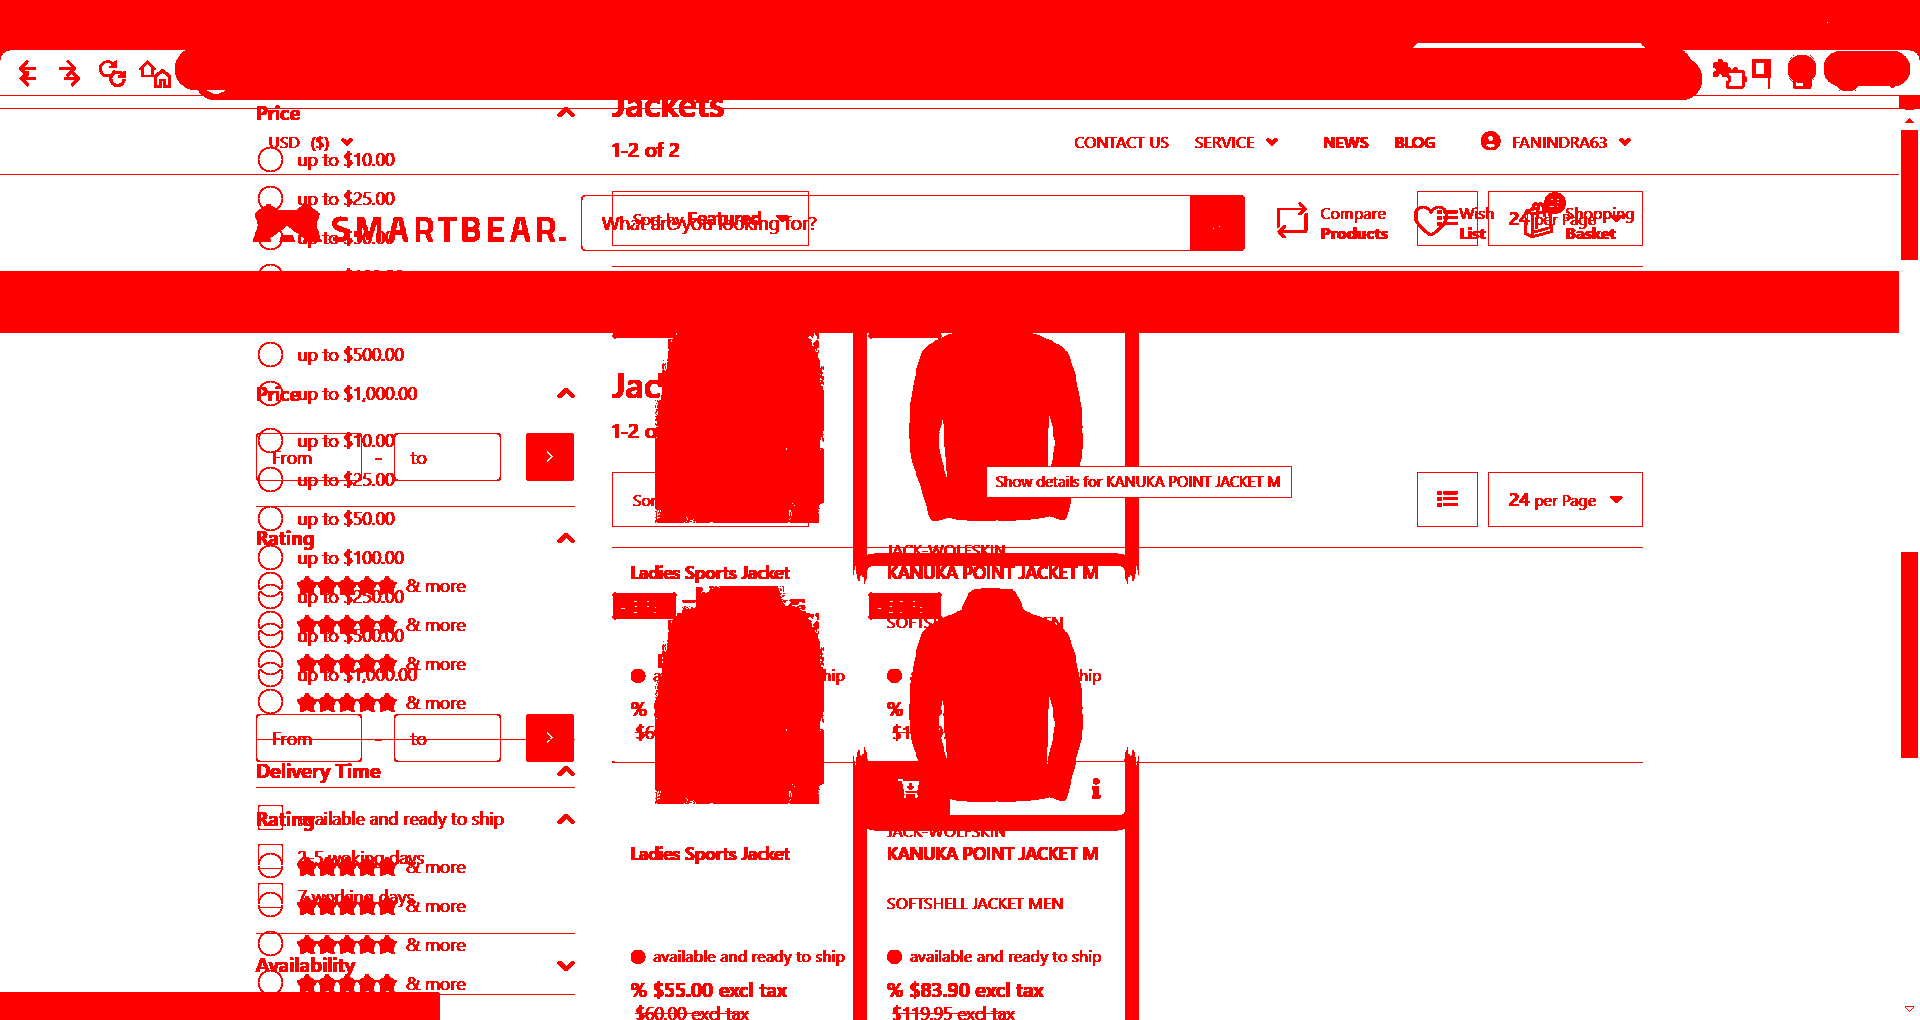 Price
Jackets
USD ($)
CONTACT US SERVICE NEWS BLOG FANINDRA63
1-2 of 2
up to $10.00
up to $25.00
SMARTBEAR.
What are you looking for?
Sort by Featured
Compare
Products
Wish
List
24 per Page
Shopping
Basket
up to $50.00
up to $500.00
Price
up to $1,000.00
Jac
1-2 o
up to $10.00
From - to
up to $25.00
Show details for KANUKA POINT JACKET M
24 per Page
up to $50.00
Rating
up to $100.00
JACK-WOLFSKIN
Ladies Sports Jacket
KANUKA POINT JACKET M
& more
up to $250.00
& more
up to $500.00
& more
up to $1,000.00
& more
hip
hip
%
%
From - to
Delivery Time
Rating
available and ready to ship
JACK-WOLFSKIN
Ladies Sports Jacket
KANUKA POINT JACKET M
& more
7 working days
& more
SOFTSHELL JACKET MEN
& more
available and ready to ship
available and ready to ship
Availability
& more
% $55.00 excl tax
% $83.90 excl tax
$60.00 excl tax
$119.95 excl tax